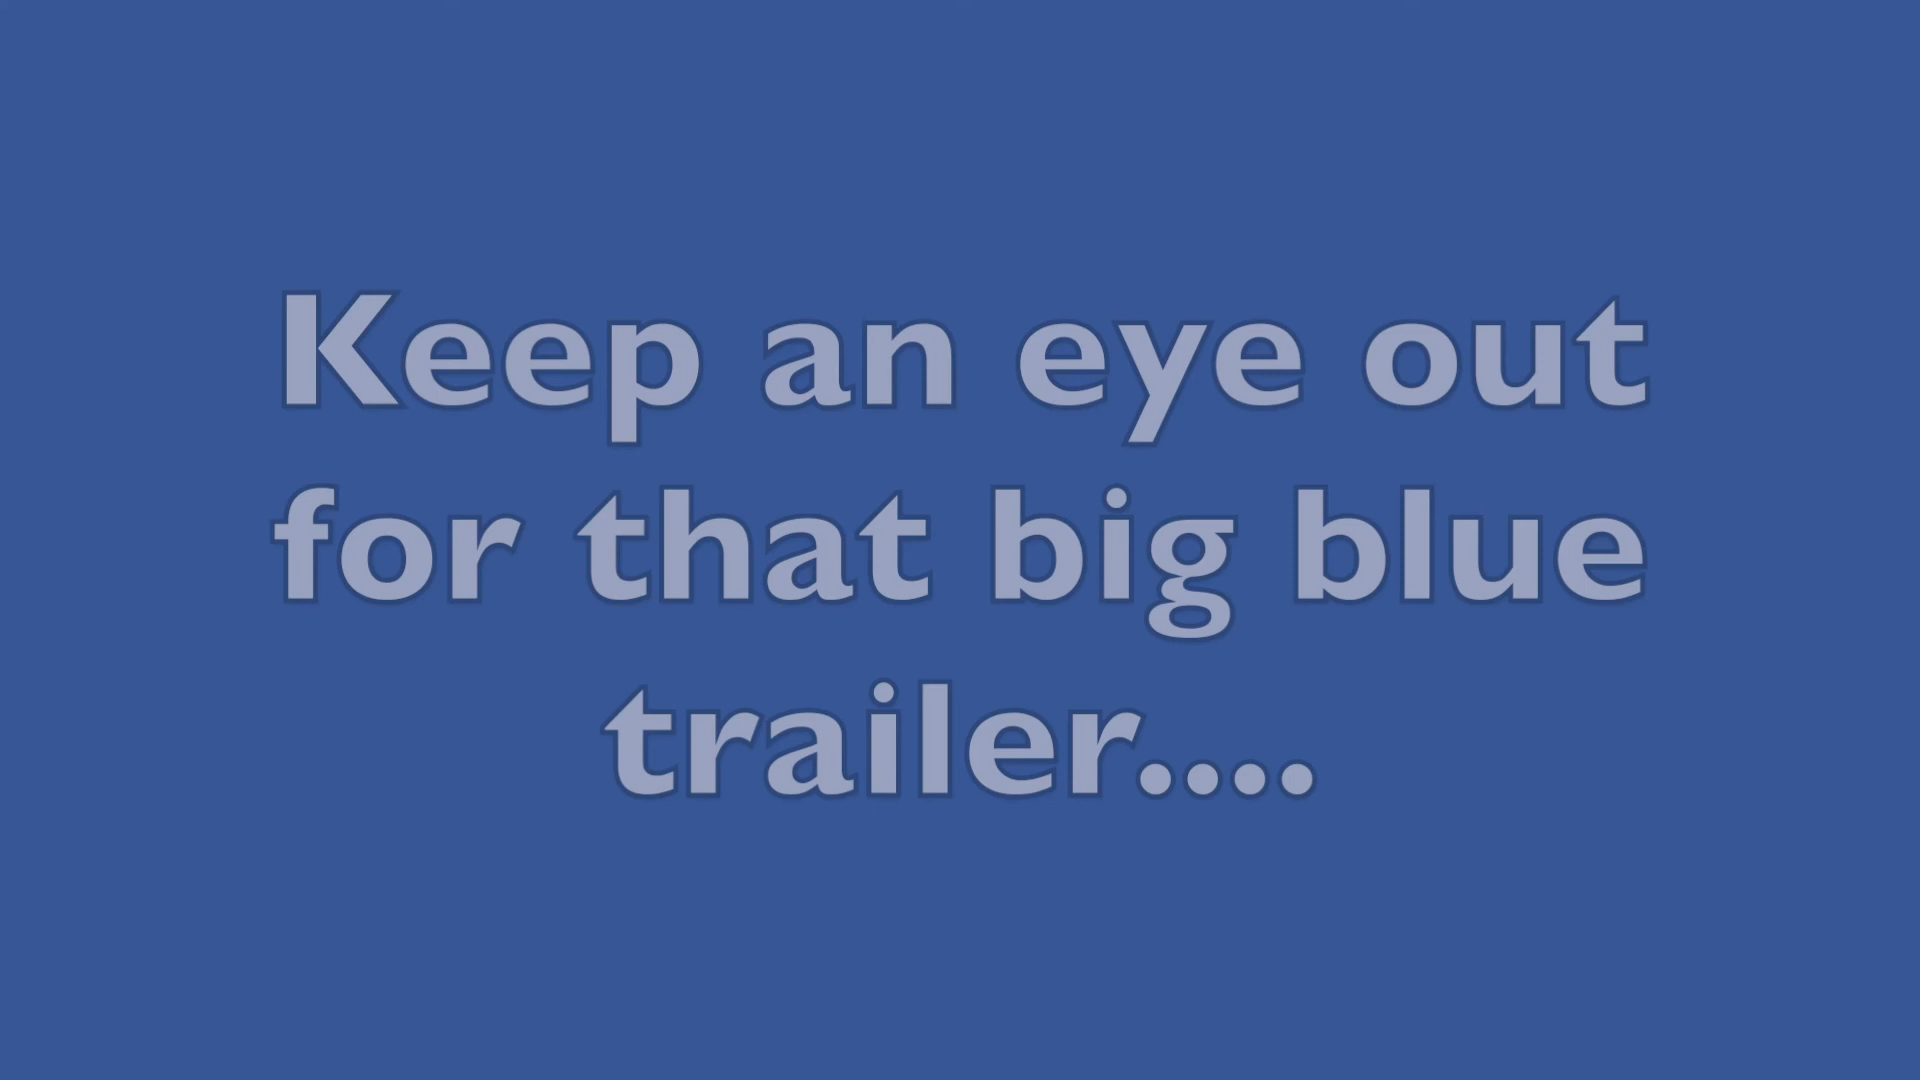 Keep an eye out
for that big blue
trailer....